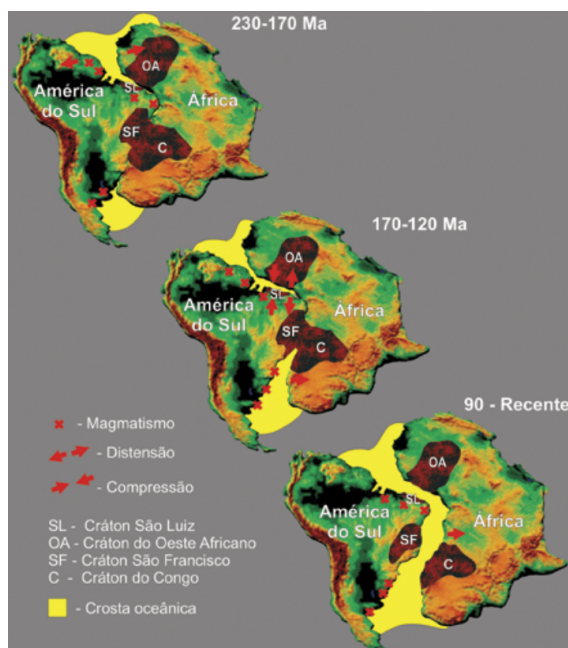 230-170 Ma
OA
América
do Sul
SL
África
SF
C
170-120 Ma
OA
América
do Sul
SL
África
SF
C
90 - Recente
OA
América
do Sul
SL
África
SF
C
- Magmatismo
- Distensão
- Compressão
SL - Cráton São Luiz
OA - Cráton do Oeste Africano
SF - Cráton São Francisco
C - Cráton do Congo
- Crosta oceânica